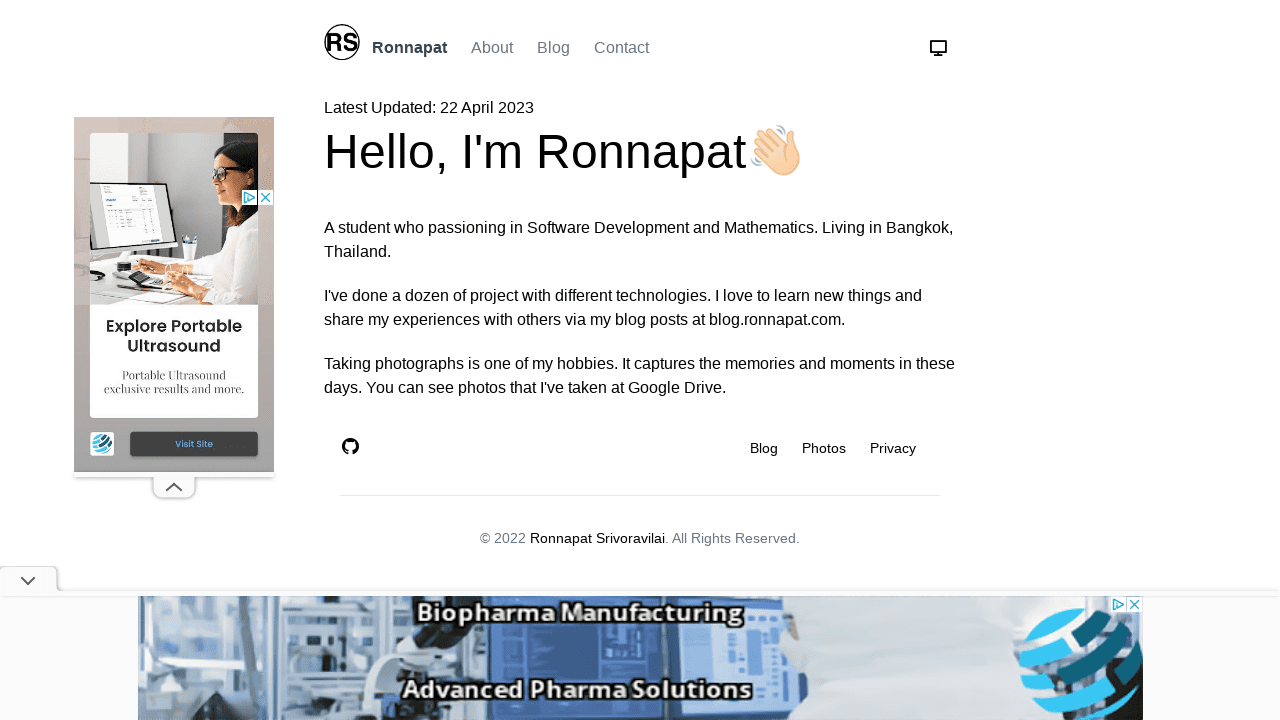 RS
Ronnapat About Blog Contact
Latest Updated: 22 April 2023
Hello, I'm Ronnapat👋🏻
A student who passioning in Software Development and Mathematics. Living in Bangkok,
Thailand.
I've done a dozen of project with different technologies. I love to learn new things and
share my experiences with others via my blog posts at blog.ronnapat.com.
Taking photographs is one of my hobbies. It captures the memories and moments in these
days. You can see photos that I've taken at Google Drive.
Blog Photos Privacy
© 2022 Ronnapat Srivoravilai. All Rights Reserved.
Explore Portable
Ultrasound
Portable Ultrasound
exclusive results and more.
Visit Site
Biopharma Manufacturing
Advanced Pharma Solutions